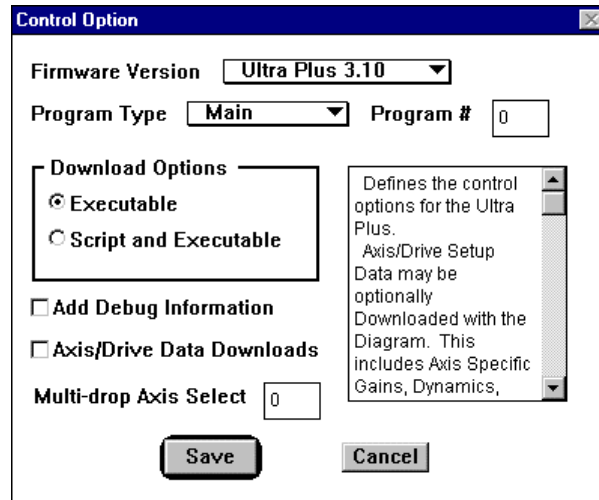 Control Option
Firmware Version Ultra Plus 3.10
Program Type Main Program # 0
Download Options
Executable
Script and Executable
Add Debug Information
Axis/Drive Data Downloads
Multi-drop Axis Select 0
Defines the control
options for the Ultra
Plus.
Axis/Drive Setup
Data may be
optionally
Downloaded with the
Diagram. This
includes Axis Specific
Gains, Dynamics,
Save Cancel